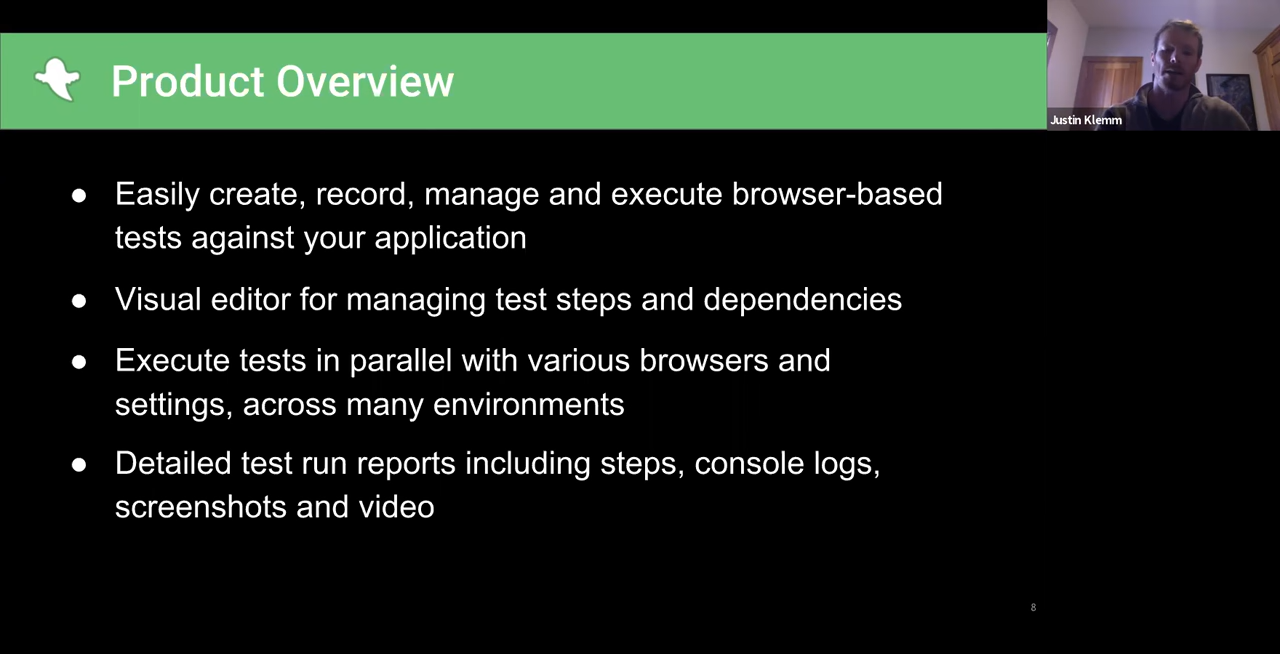 Product Overview
Justin Klemm
● Easily create, record, manage and execute browser-based
tests against your application
● Visual editor for managing test steps and dependencies
● Execute tests in parallel with various browsers and
settings, across many environments
● Detailed test run reports including steps, console logs,
screenshots and video
8